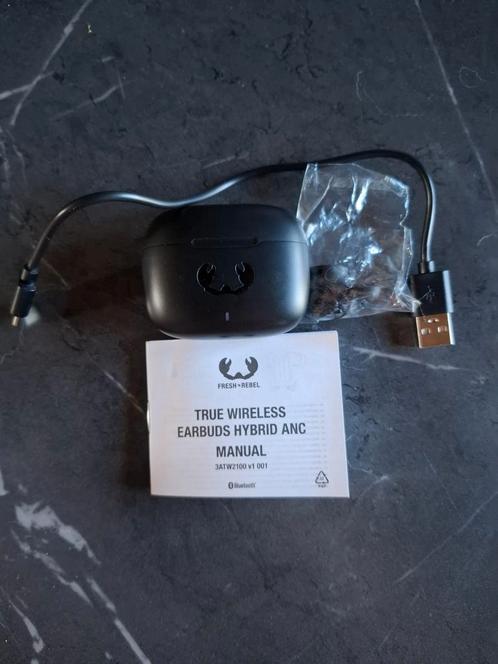 FRESH 'N REBEL
TRUE WIRELESS
EARBUDS HYBRID ANC
MANUAL
3ATW2100 v1 001
Bluetooth